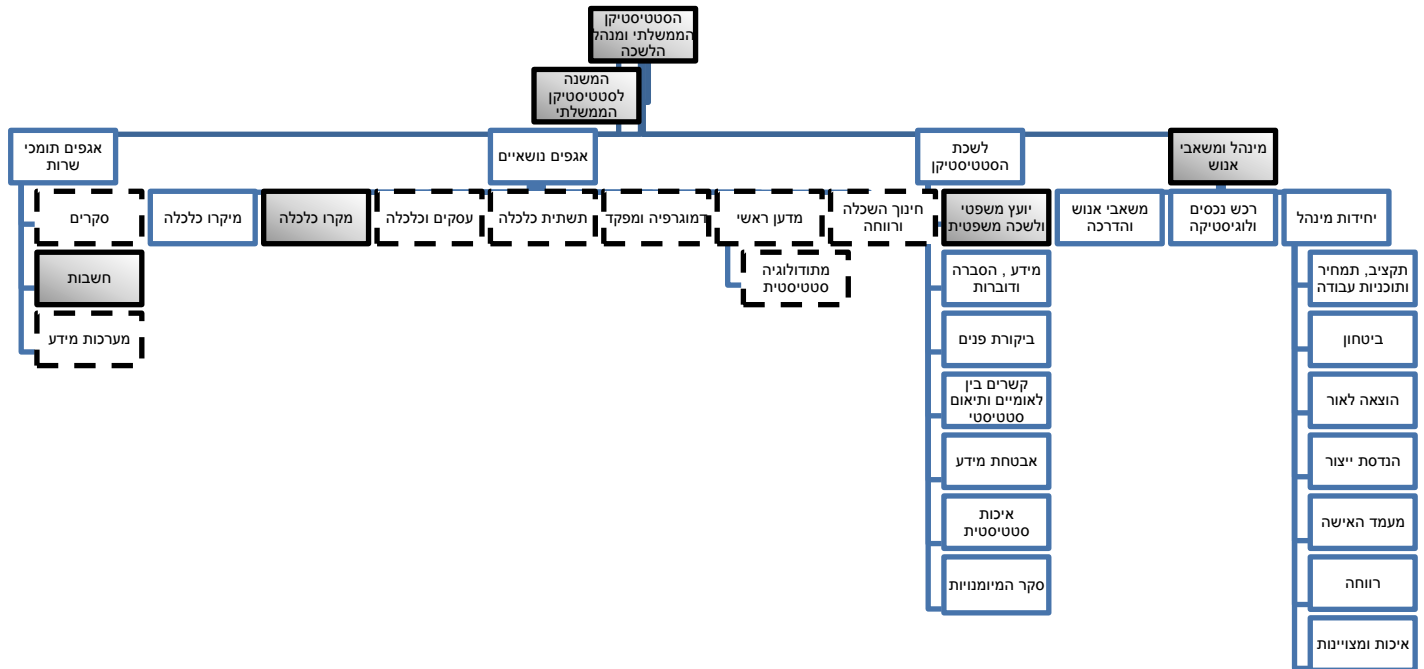 הסטטיסטיקן
הממשלתי ומנהל
הלשכה
המשנה
לסטטיסטיקן
הממשלתי
מינהל ומשאבי
אנוש
לשכת
הסטטיסטיקן
אגפים נושאיים
אגפים תומכי
שרות
יחידות מינהל
רכש נכסים
ולוגיסטיקה
משאבי אנוש
והדרכה
יועץ משפטי
ולשכה משפטית
חינוך השכלה
ורווחה
מדען ראשי
דמוגרפיה ומפקד
תשתית כלכלה
עסקים וכלכלה
מקרו כלכלה
מיקרו כלכלה
סקרים
תקציב, תמחיר
ותוכניות עבודה
ביטחון
הוצאה לאור
הנדסת ייצור
מעמד האישה
רווחה
איכות ומצויינות
מידע , הסברה
ודוברות
ביקורת פנים
קשרים בין
לאומיים ותיאום
סטטיסטי
אבטחת מידע
איכות
סטטיסטית
סקר המיומנויות
מתודולוגיה
סטטיסטית
חשבות
מערכות מידע